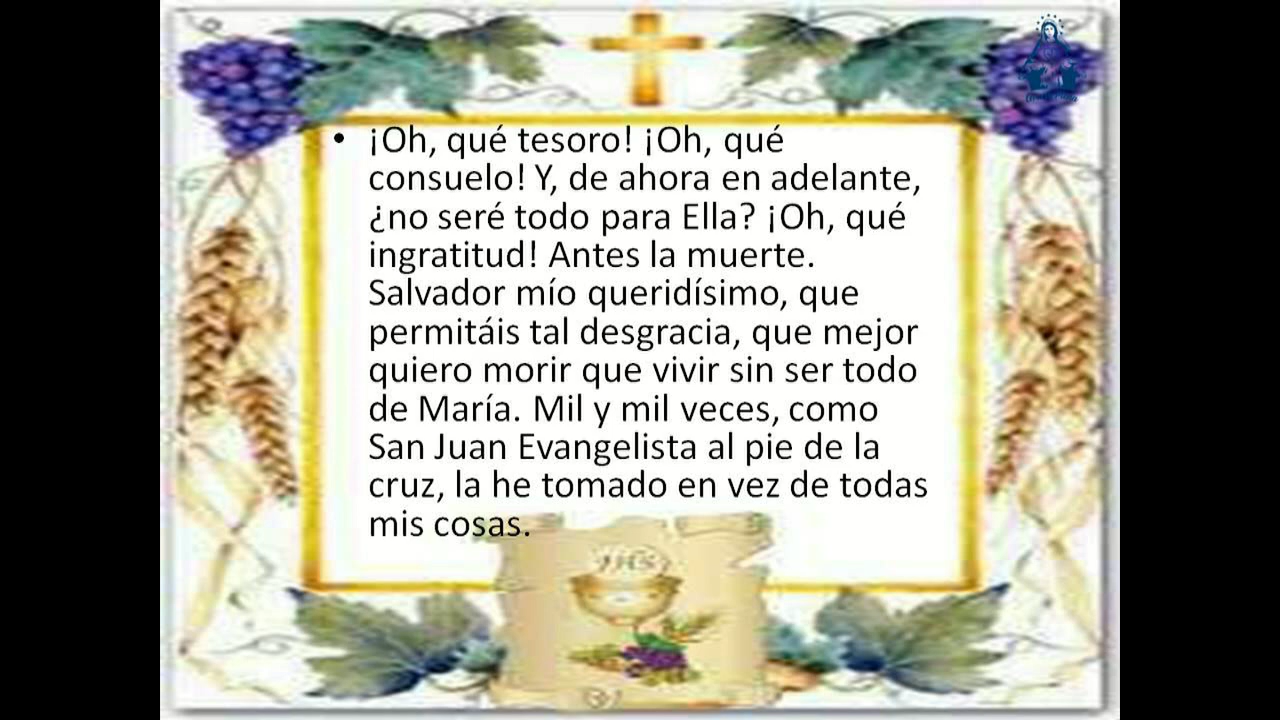 • ¡Oh, qué tesoro! ¡Oh, qué
consuelo! Y, de ahora en adelante,
¿no seré todo para Ella? ¡Oh, qué
ingratitud! Antes la muerte.
Salvador mío queridísimo, que
permitáis tal desgracia, que mejor
quiero morir que vivir sin ser todo
de María. Mil y mil veces, como
San Juan Evangelista al pie de la
cruz, la he tomado en vez de todas
mis cosas.
JHS